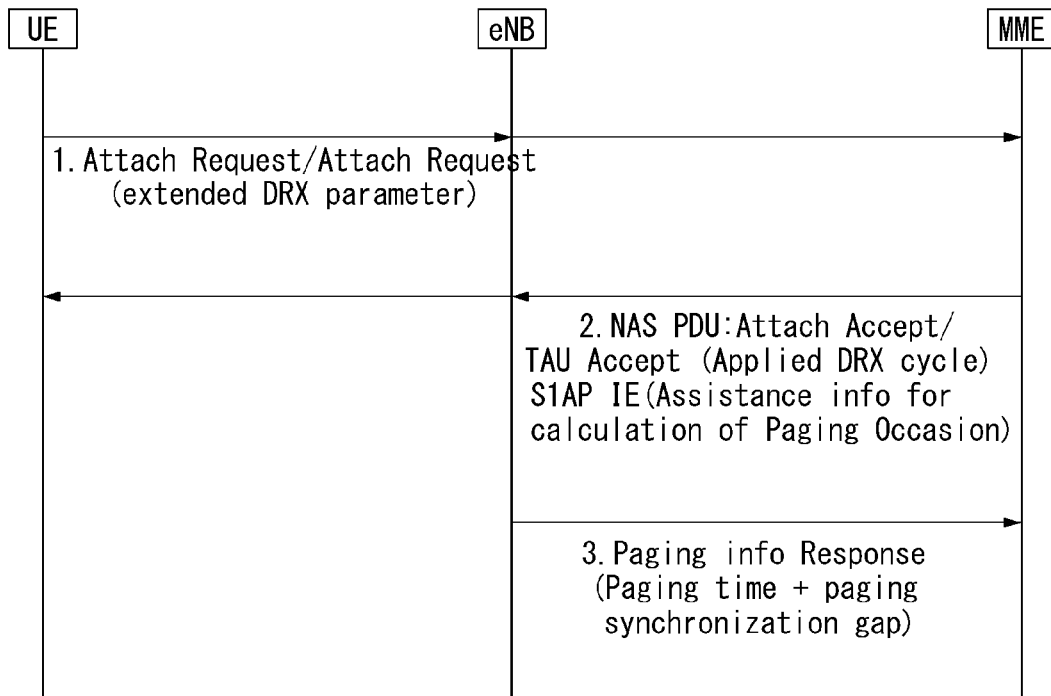 UE
eNB
MME
1. Attach Request/Attach Request
(extended DRX parameter)
2. NAS PDU:Attach Accept/
TAU Accept (Applied DRX cycle)
S1AP IE(Assistance info for
calculation of Paging Occasion)
3. Paging info Response
(Paging time + paging
synchronization gap)